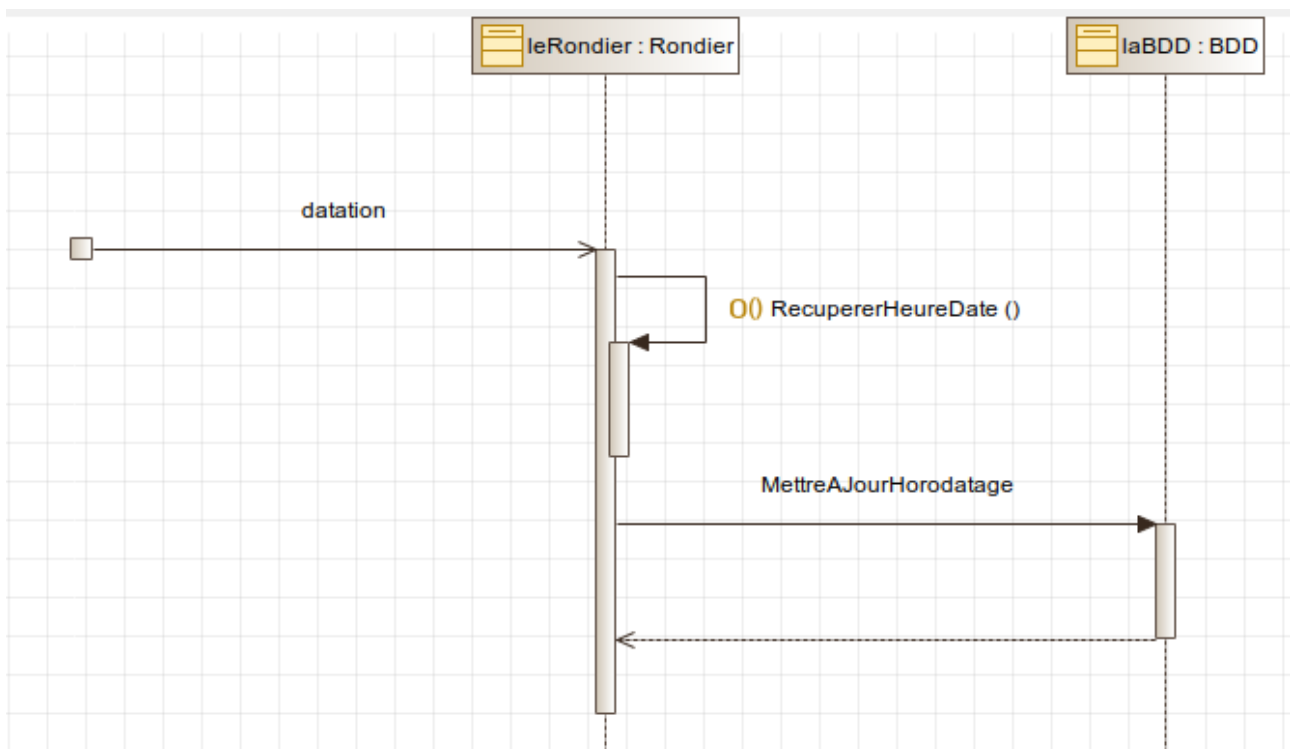 leRondier : Rondier
laBDD : BDD
datation
O() RecupererHeureDate ()
MettreAJourHorodatage